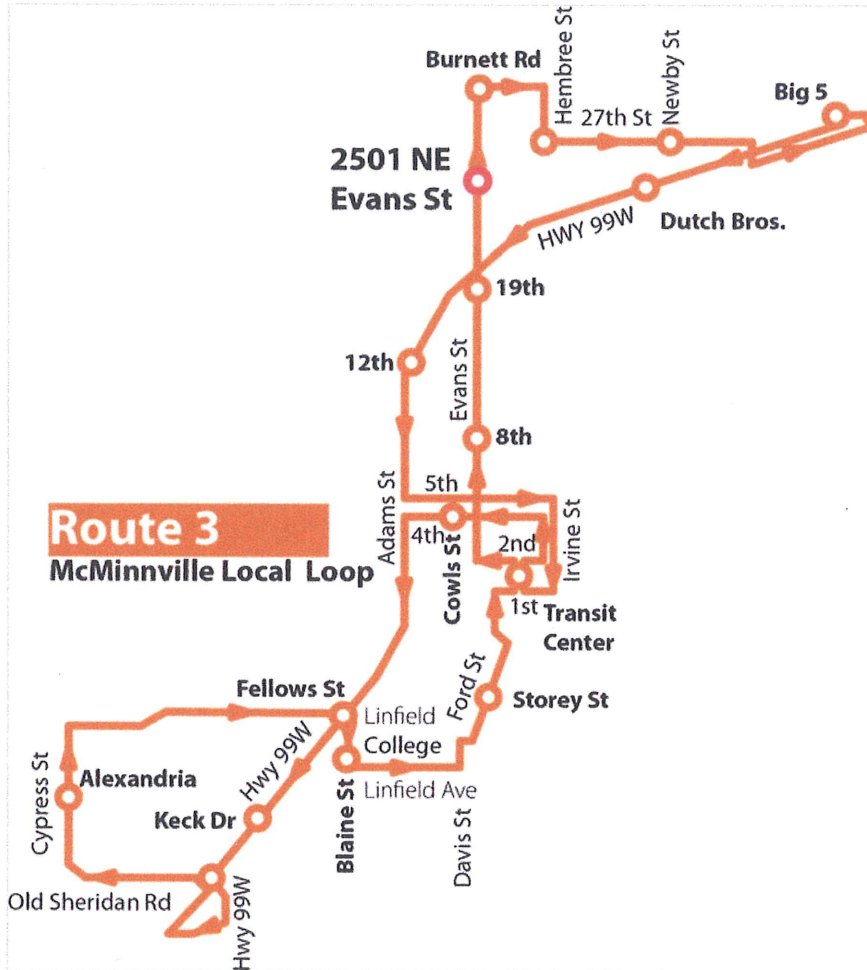 Burnett Rd
Hembree St
27th St
Newby St
Big 5
2501 NE
Evans St
HWY 99W
Dutch Bros.
19th
12th
Evans St
8th
Adams St
5th
Irvine St
4th
Cowls St
2nd
Route 3
McMinnville Local Loop
1st
Transit
Center
Ford St
Storey St
Fellows St
Linfield
College
Hwy 99W
Cypress St
Alexandria
Keck Dr
Blaine St
Linfield Ave
Davis St
Old Sheridan Rd
Hwy 99W